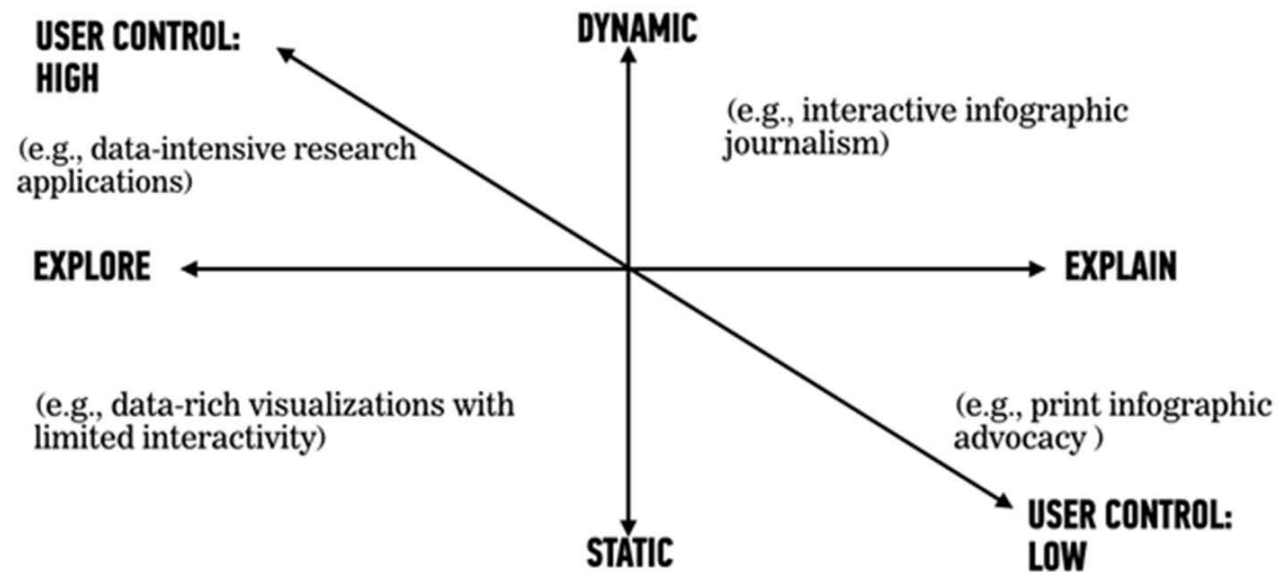 USER CONTROL:
HIGH
DYNAMIC
(e.g., data-intensive research
applications)
(e.g., interactive infographic
journalism)
EXPLORE
EXPLAIN
(e.g., data-rich visualizations with
limited interactivity)
(e.g., print infographic
advocacy )
STATIC
USER CONTROL:
LOW